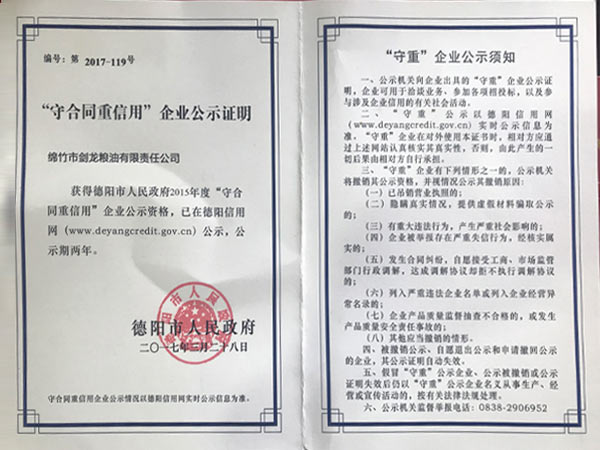 编号：第 2017-119号
“守合同重信用”企业公示证明
绵竹市剑龙粮油有限责任公司
获得德阳市人民政府2015年度“守合
同重信用”企业公示资格，已在德阳信用
网（www.deyangcredit.gov.cn）公示，公
示期两年。
德阳市人民政府
二〇一七年三月二十八日
守合同重信用企业公示情况以德阳信用网实时公示信息为准。
“守重”企业公示须知
一、公示机关向企业出具的“守重”企业公示证
明，企业可用于洽谈业务、参加各项招投标，以及参
与涉及企业信用的有关社会活动。
二、“守重”公示以德阳信用网
（www.deyangcredit.gov.cn）实时公示信息为
准。“守重”企业在对外使用本证书时，相对方应通
过上述网站认真核实其真实性，否则，由此产生的一
切后果由相对方自行承担。
三、“守重”企业有下列情形之一的，公示机关
将撤销其公示资格，并视情况公示其撤销原因：
（一）已吊销营业执照的；
（二）隐瞒真实情况，提供虚假材料骗取公示
的；
（三）有重大违法行为，产生严重社会影响的；
（四）企业被举报存在严重失信行为，经核实属
实的；
（五）发生合同纠纷，自愿接受工商、市场监管
部门行政调解，达成调解协议却拒不执行调解协议
的；
（六）列入严重违法企业名单或列入企业经营异
常名录的；
（七）企业产品质量监督抽查不合格的，或发生
产品质量安全责任事故的；
（八）其他应当撤销的情形。
四、被撤销公示、自愿退出公示和申请撤回公示
的企业，其公示证明自动失效。
五、假冒“守重”公示企业、公示被撤销或公示
证明失效后仍以“守重”公示企业名义从事生产、经
营或宣传活动的，按有关法律法规处理。
六、公示机关监督举报电话：0838-2906952